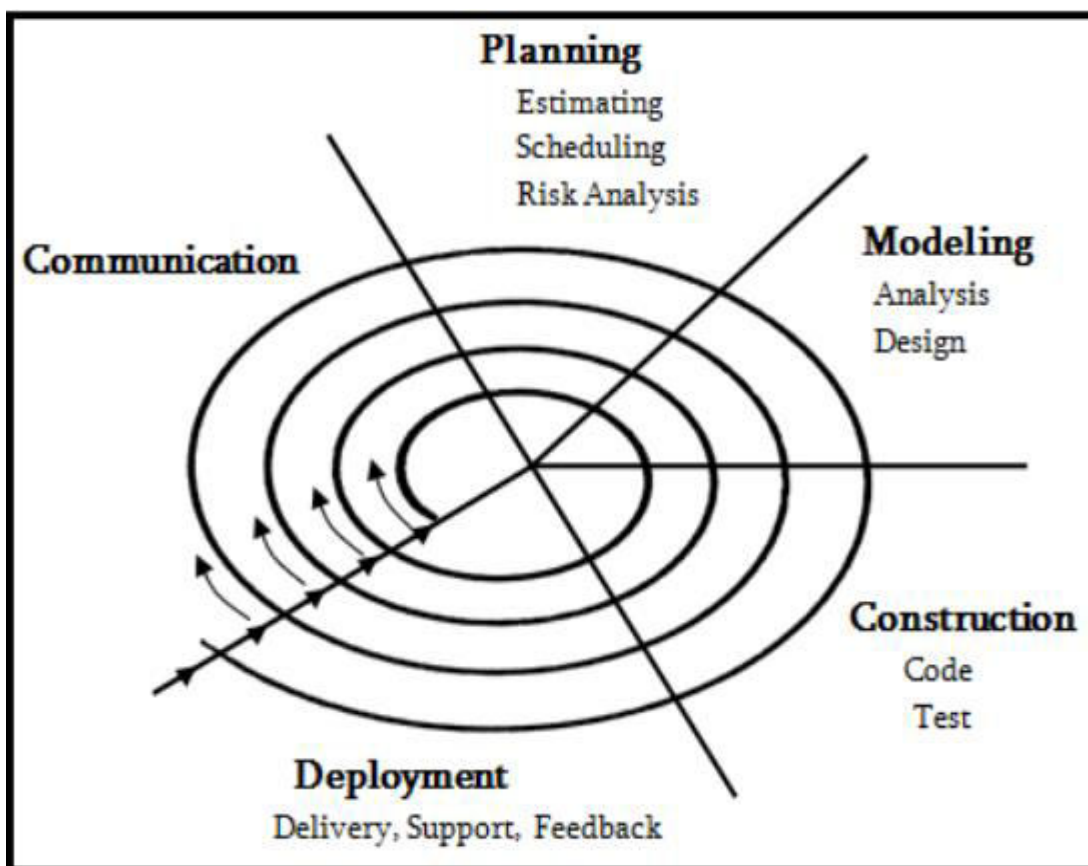 Planning
Estimating
Scheduling
Risk Analysis
Communication
Modeling
Analysis
Design
Construction
Code
Test
Deployment
Delivery, Support, Feedback